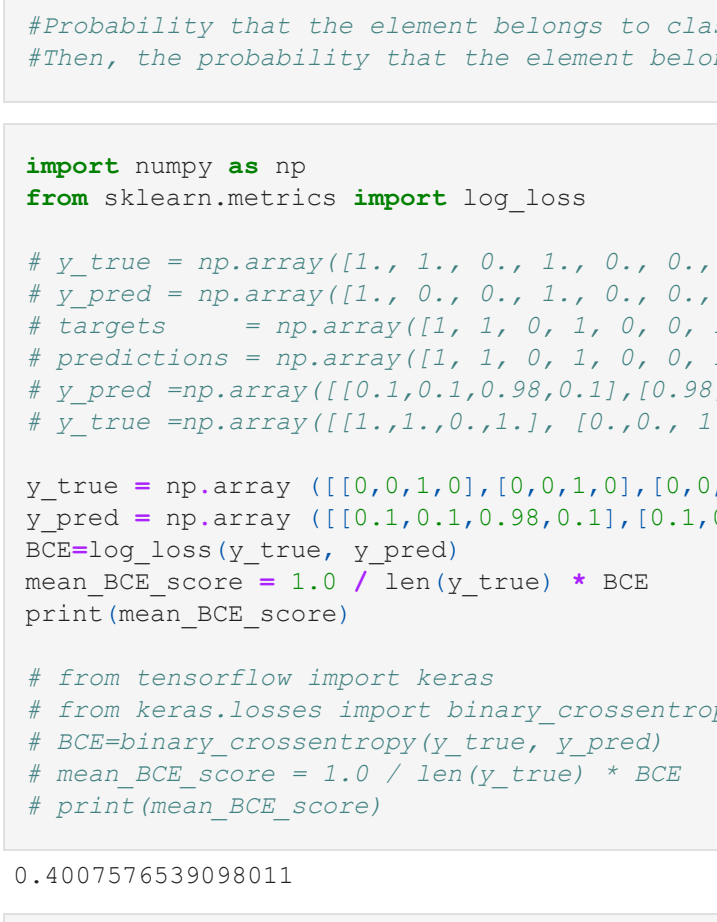 #Probability that the element belongs to
#Then, the probability that the element
import numpy as np
from sklearn.metrics import log_loss
# y_true = np.array([1., 1., 0., 1., 0., 0.,
# y_pred = np.array([1., 0., 0., 1., 0., 0.,
# targets     = np.array([1, 1, 0, 1, 0, 0,
# predictions = np.array([1, 1, 0, 1, 0, 0,
# y_pred =np.array([[0.1,0.1,0.98,0.1],[0.98
# y_true =np.array([[1.,1.,0.,1.], [0.,0., 1
y_true = np.array ([[0,0,1,0],[0,0,1,0],[0,0,
y_pred = np.array ([[0.1,0.1,0.98,0.1],[0.1,
BCE=log_loss(y_true, y_pred)
mean_BCE_score = 1.0 / len(y_true) * BCE
print(mean_BCE_score)
# from tensorflow import keras
# from keras.losses import
# BCE=binary_crossentropy(y_true, y_pred)
# mean_BCE_score = 1.0 / len(y_true) * BCE
# print(mean_BCE_score)
0.4007576539098011